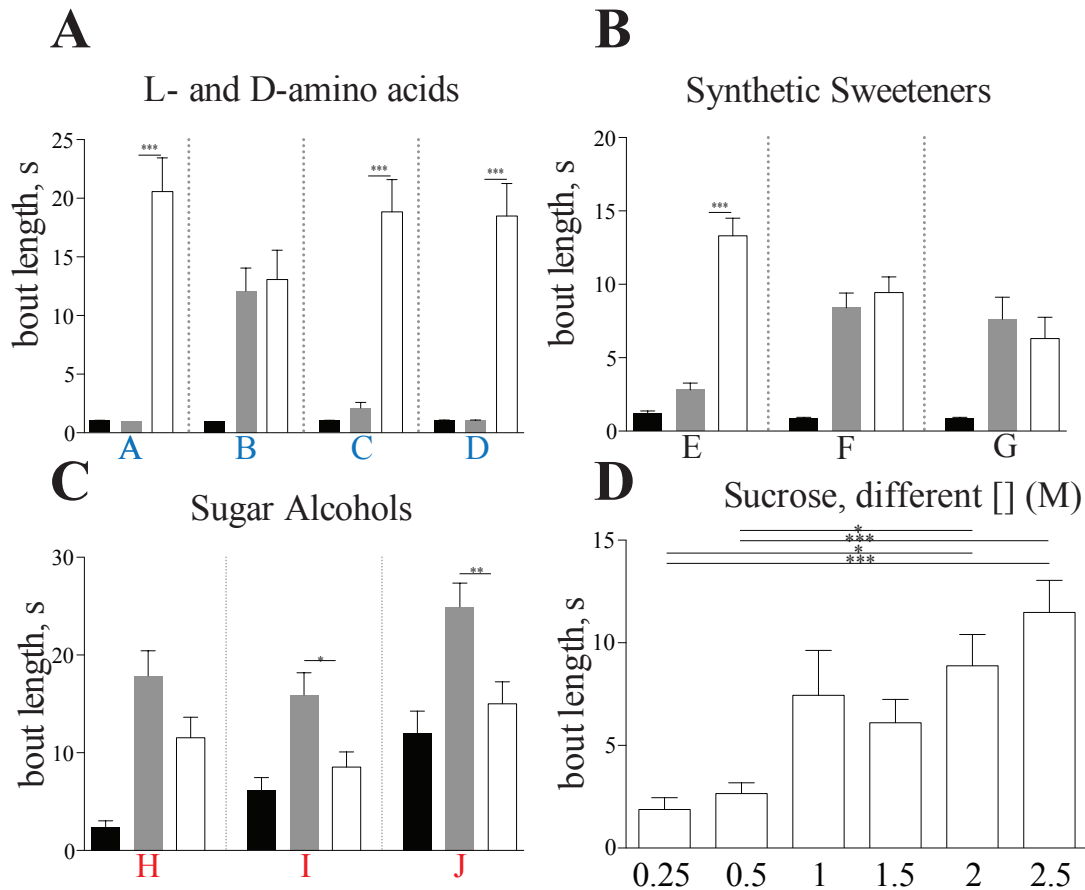 A
L- and D-amino acids
bout length, s
25
20
15
10
5
0
***
***
***
A B C D
B
Synthetic Sweeteners
bout length, s
20
15
10
5
0
***
E F G
C
Sugar Alcohols
bout length, s
30
20
10
0
*
**
H I J
D
Sucrose, different [] (M)
bout length, s
15
10
5
0
*
***
*
***
0.25 0.5 1 1.5 2 2.5